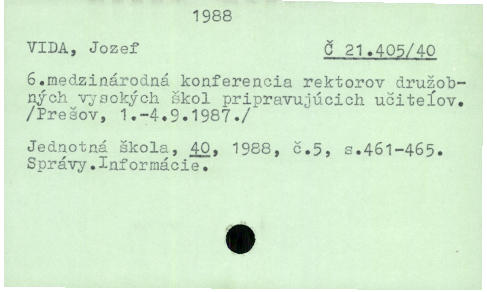 1988
VIDA, Jozef Č 21.405/40
6.medzinárodná konferencia rektorov družob-
ných vysokých škol pripravujúcich učiteľov.
/Prešov, 1.-4.9.1987./
Jednotná škola, 40, 1988, č.5, s.461-465.
Správy.Informácie.